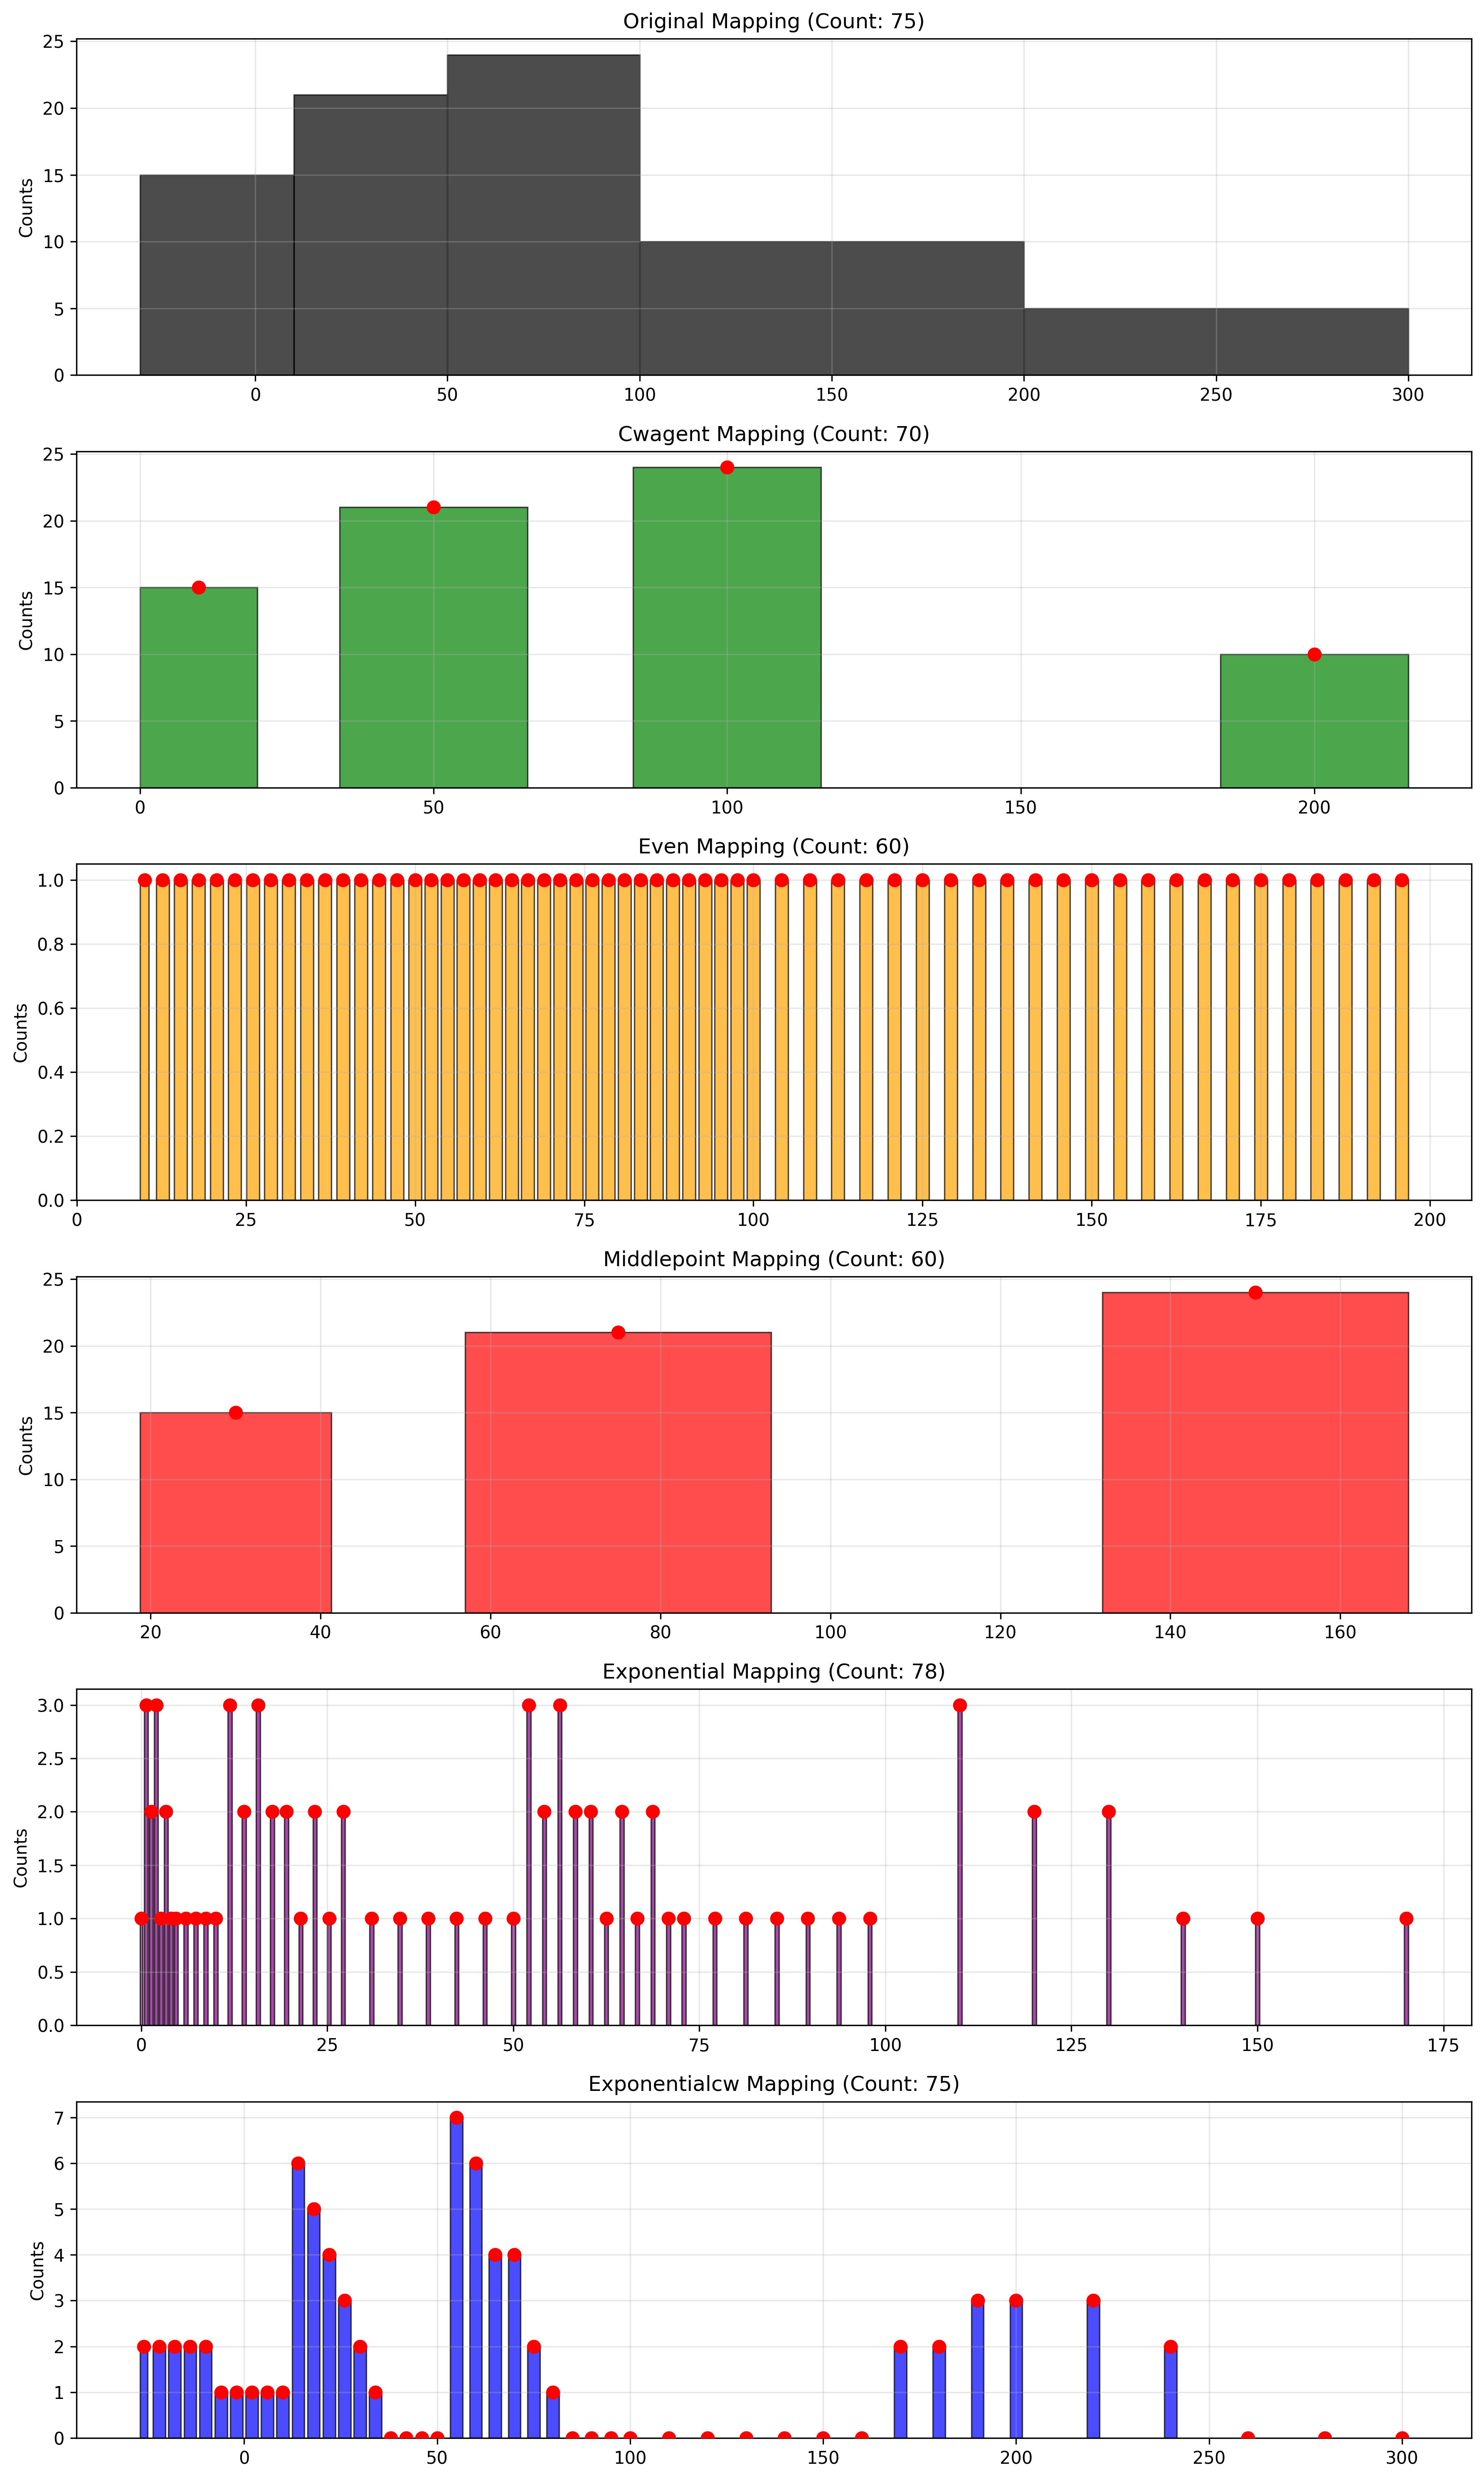 Original Mapping (Count: 75)
25
20
15
10
5
0
Counts
0 50 100 150 200 250 300
Cwagent Mapping (Count: 70)
25
20
15
10
5
0
Counts
0 50 100 150 200
Even Mapping (Count: 60)
1.0
0.8
0.6
0.4
0.2
0.0
Counts
0 25 50 75 100 125 150 175 200
Middlepoint Mapping (Count: 60)
25
20
15
10
5
0
Counts
20 40 60 80 100 120 140 160
Exponential Mapping (Count: 78)
3.0
2.5
2.0
1.5
1.0
0.5
0.0
Counts
0 25 50 75 100 125 150 175
Exponentialcw Mapping (Count: 75)
7
6
5
4
3
2
1
0
Counts
0 50 100 150 200 250 300